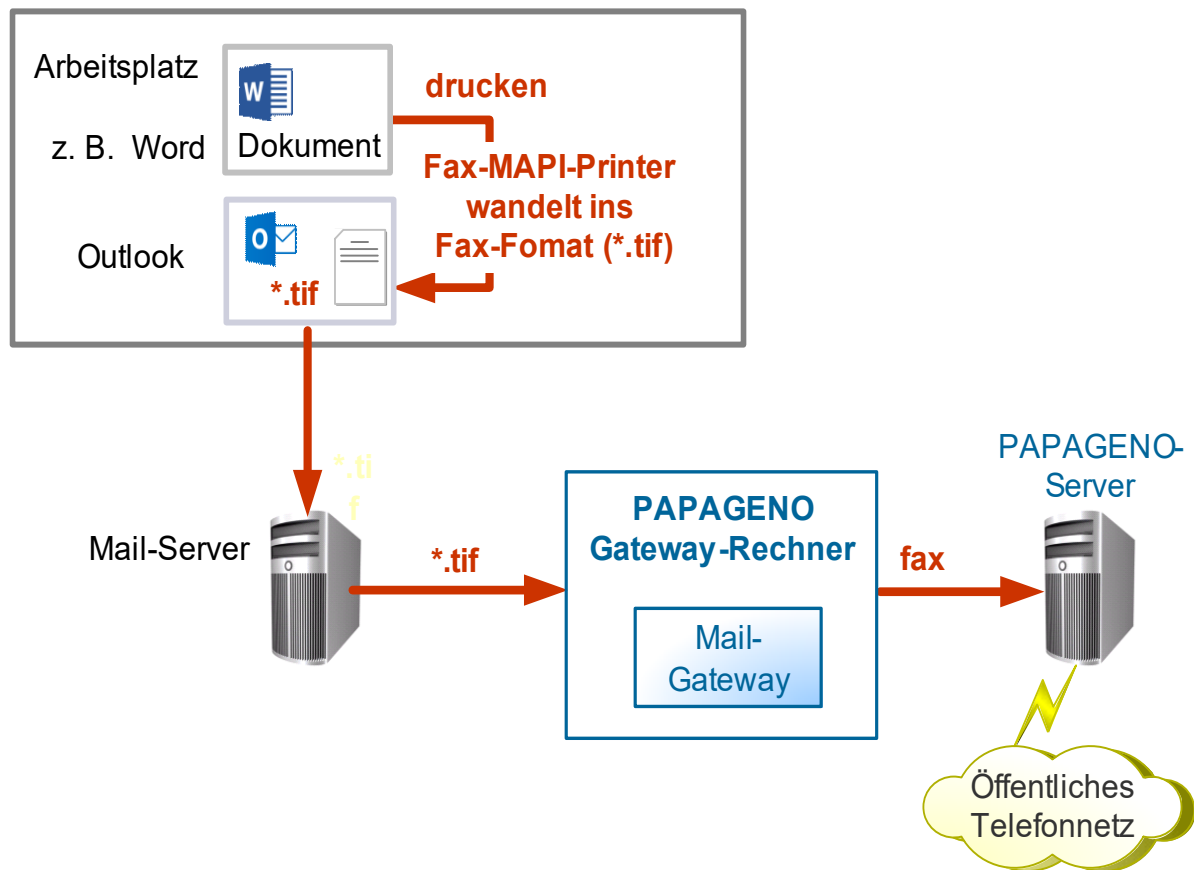 Arbeitsplatz
z. B. Word
W
Dokument
drucken
Fax-MAPI-Printer
wandelt ins
Fax-Fomat (*.tif)
Outlook
O
*.tif
*.ti
f
Mail-Server
*.tif
PAPAGENO
Gateway-Rechner
Mail-
Gateway
fax
PAPAGENO-
Server
Öffentliches
Telefonnetz